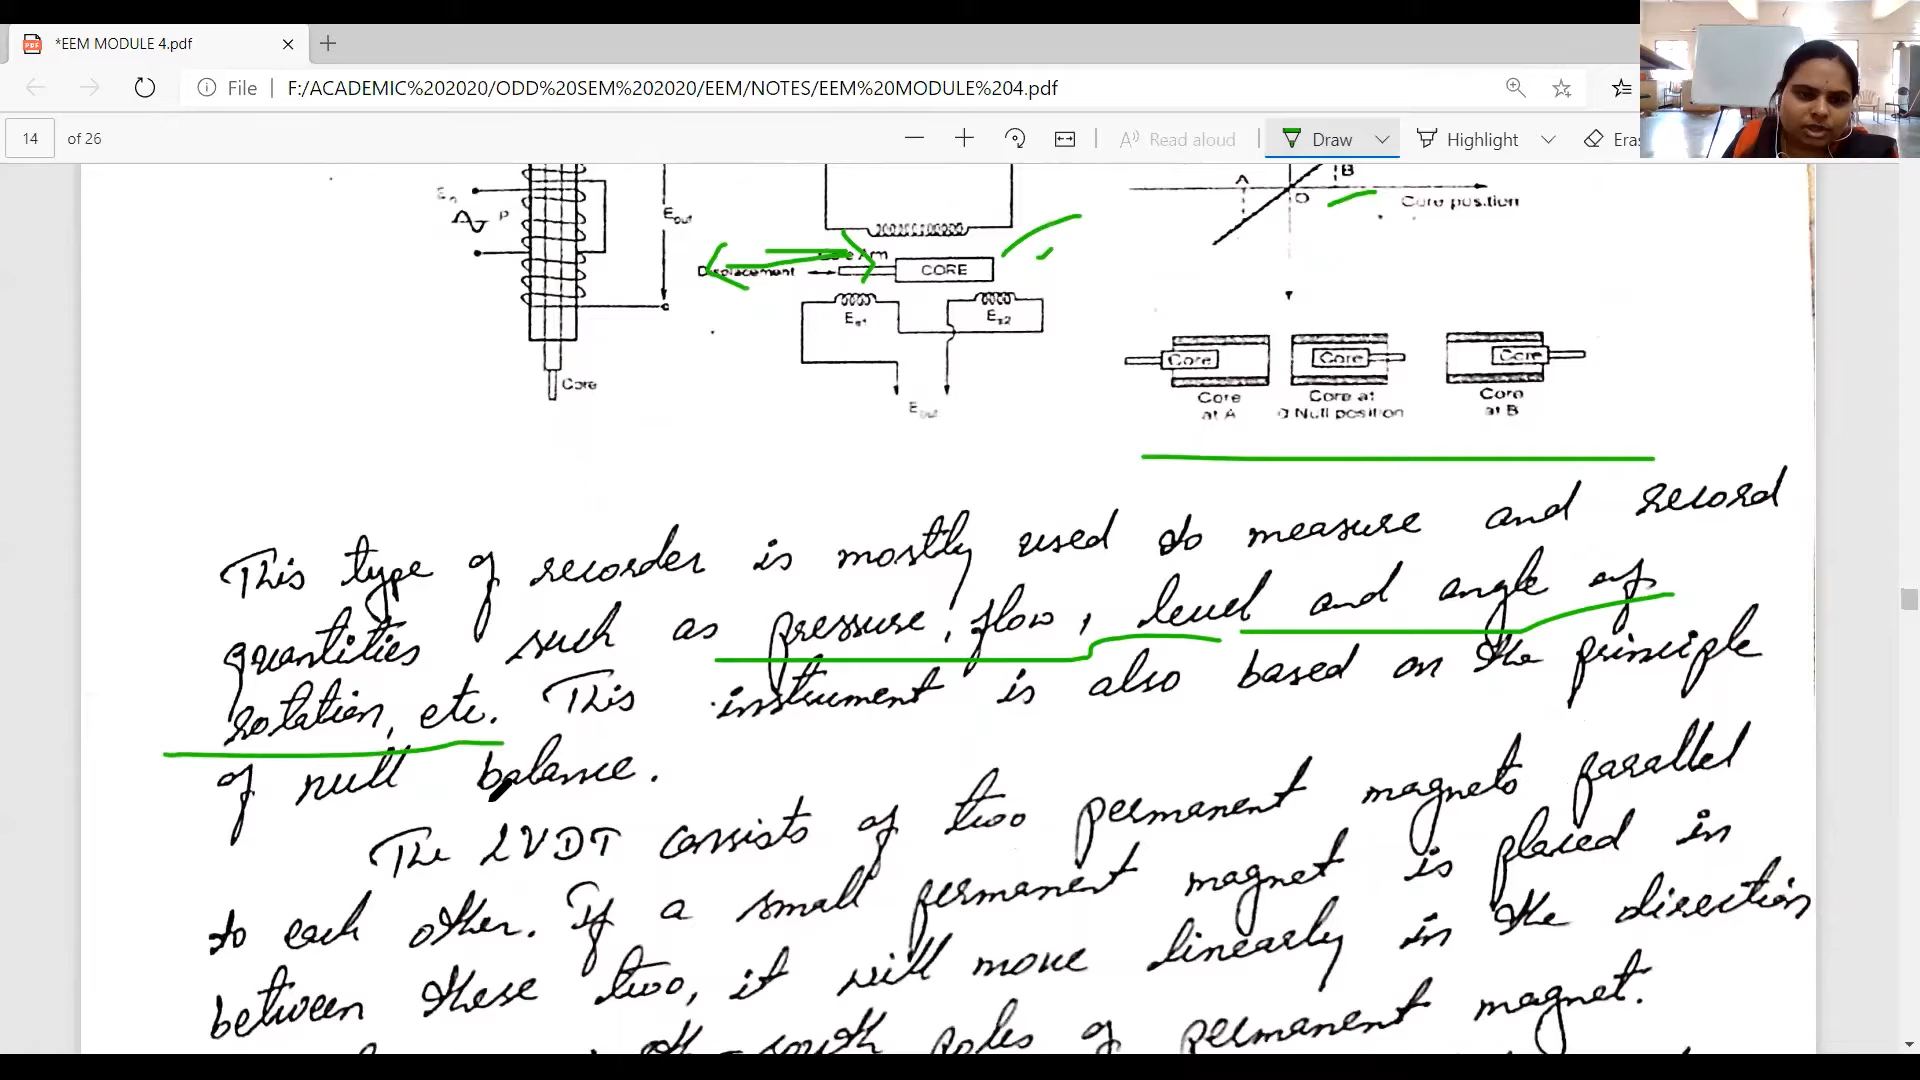 *EEM MODULE 4.pdf
File
F:/ACADEMIC%202020/ODD%20SEM%202020/EEM/NOTES/EEM%20MODULE%204.pdf
14 of 26
Read aloud
Draw
Highlight
P
Eout
Core
Arm
Displacement
CORE
Es1
Es2
Eout
A
B
O
Core position
Core
Core
Core
Core at A
Core at O Null position
Core at B
This type of recorder is mostly used to measure and record
quantities such as pressure, flow, level and angle of
rotation, etc. This instrument is also based on the principle
of null balance.
The LVDT consists of two permanent magnets parallel
to each other. If a small permanent magnet is placed in
between these two, it will move linearly in the direction
poles of permanent magnet.